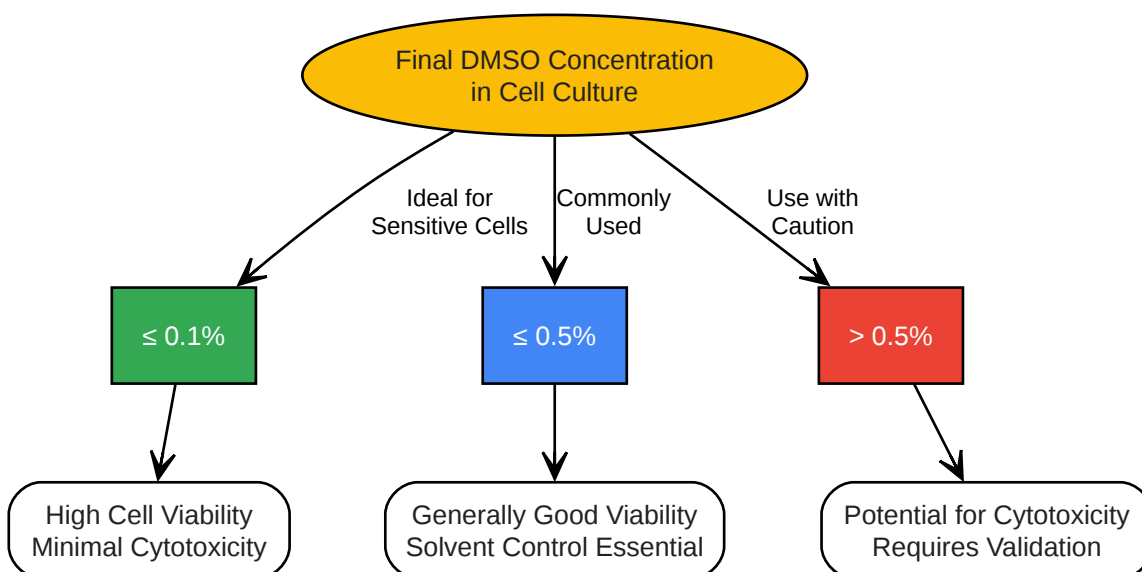 Final DMSO Concentration
in Cell Culture
Ideal for
Sensitive Cells
Commonly
Used
Use with
Caution
≤ 0.1%
≤ 0.5%
> 0.5%
High Cell Viability
Minimal Cytotoxicity
Generally Good Viability
Solvent Control Essential
Potential for Cytotoxicity
Requires Validation